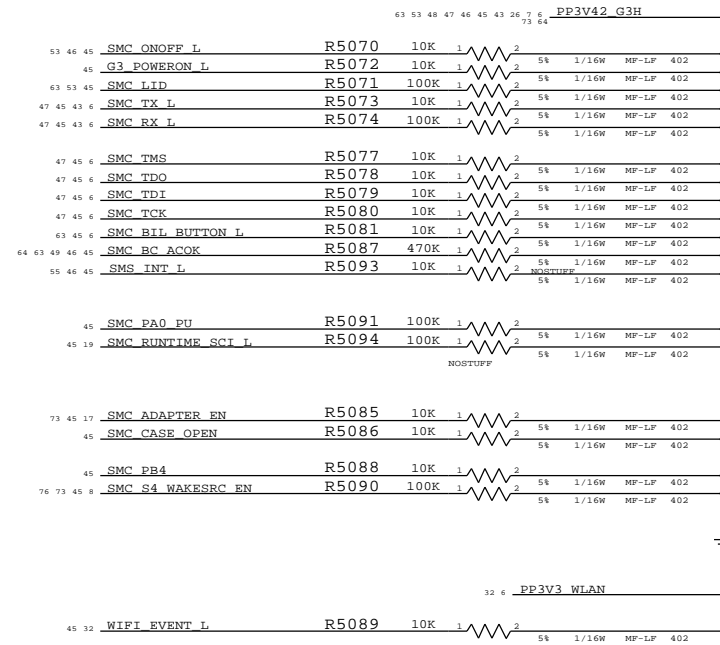 63 53 48 47 46 45 43 26 7 6 PP3V42_G3H
73 64
53 46 45 SMC_ONOFF_L R5070 10K 1 2
45 G3_POWERON_L R5072 10K 1 2 5% 1/16W MF-LF 402
63 53 45 SMC_LID R5071 100K 1 2 5% 1/16W MF-LF 402
47 45 43 6 SMC_TX_L R5073 10K 1 2 5% 1/16W MF-LF 402
47 45 43 6 SMC_RX_L R5074 100K 1 2 5% 1/16W MF-LF 402
5% 1/16W MF-LF 402
47 45 6 SMC_TMS R5077 10K 1 2
47 45 6 SMC_TDO R5078 10K 1 2 5% 1/16W MF-LF 402
47 45 6 SMC_TDI R5079 10K 1 2 5% 1/16W MF-LF 402
47 45 6 SMC_TCK R5080 10K 1 2 5% 1/16W MF-LF 402
63 45 6 SMC_BIL_BUTTON_L R5081 10K 1 2 5% 1/16W MF-LF 402
64 63 49 46 45 SMC_BC_ACOK R5087 470K 1 2 5% 1/16W MF-LF 402
55 46 45 SMS_INT_L R5093 10K 1 2 5% 1/16W MF-LF 402
NOSTUFF
5% 1/16W MF-LF 402
45 SMC_PA0_PU R5091 100K 1 2
45 19 SMC_RUNTIME_SCI_L R5094 100K 1 2 5% 1/16W MF-LF 402
5% 1/16W MF-LF 402
NOSTUFF
73 45 17 SMC_ADAPTER_EN R5085 10K 1 2
45 SMC_CASE_OPEN R5086 10K 1 2 5% 1/16W MF-LF 402
5% 1/16W MF-LF 402
45 SMC_PB4 R5088 10K 1 2
76 73 45 8 SMC_S4_WAKESRC_EN R5090 100K 1 2 5% 1/16W MF-LF 402
5% 1/16W MF-LF 402
32 6 PP3V3_WLAN
45 32 WIFI_EVENT_L R5089 10K 1 2
5% 1/16W MF-LF 402